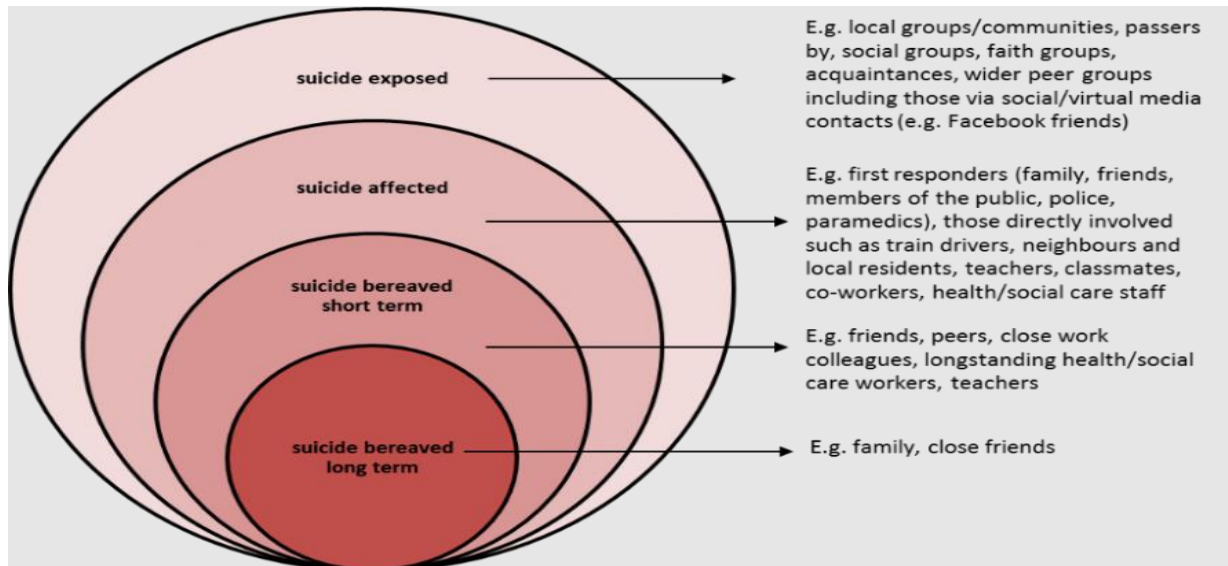 suicide exposed
E.g. local groups/communities, passers
by, social groups, faith groups,
acquaintances, wider peer groups
including those via social/virtual media
contacts (e.g. Facebook friends)
suicide affected
E.g. first responders (family, friends,
members of the public, police,
paramedics), those directly involved
such as train drivers, neighbours and
local residents, teachers, classmates,
co-workers, health/social care staff
suicide bereaved
short term
E.g. friends, peers, close work
colleagues, longstanding health/social
care workers, teachers
suicide bereaved
long term
E.g. family, close friends